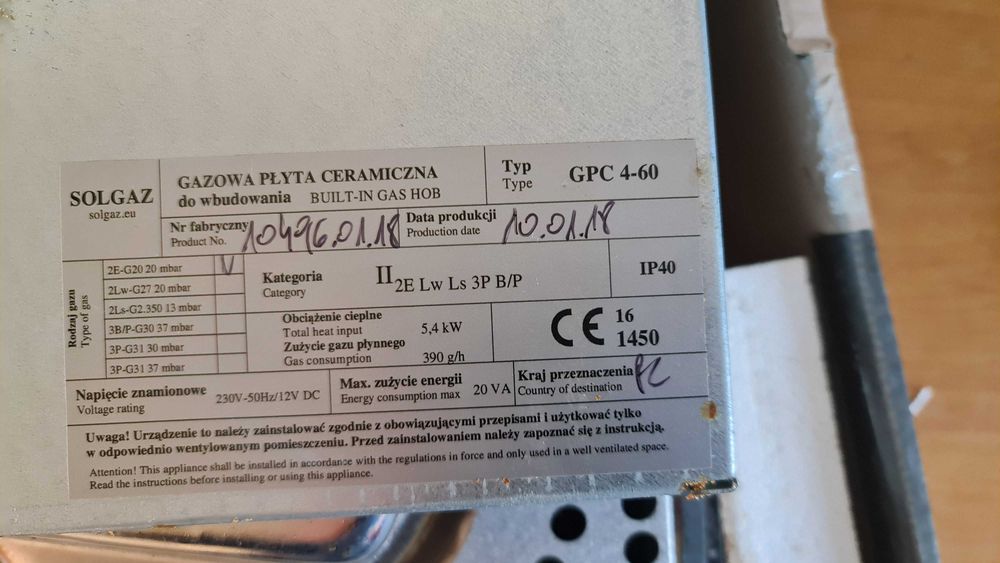 SOLGAZ
solgaz.eu
GAZOWA PŁYTA CERAMICZNA
do wbudowania BUILT-IN GAS HOB
Typ
Type
GPC 4-60
Nr fabryczny
Product No.
10496.01.18
Data produkcji
Production date
10.01.18
Rodzaj gazu
Type of gas
2E-G20 20 mbar V
2Lw-G27 20 mbar
2Ls-G2.350 13 mbar
3B/P-G30 37 mbar
3P-G31 30 mbar
3P-G31 37 mbar
Kategoria
Category
II2E Lw Ls 3P B/P
IP40
Obciążenie cieplne
Total heat input
5,4 kW
Zużycie gazu płynnego
Gas consumption
390 g/h
CE
16
1450
Napięcie znamionowe
Voltage rating
230V-50Hz/12V DC
Max. zużycie energii
Energy consumption max
20 VA
Kraj przeznaczenia
Country of destination
Uwaga! Urządzenie to należy zainstalować zgodnie z obowiązującymi przepisami i użytkować tylko
w odpowiednio wentylowanym pomieszczeniu. Przed zainstalowaniem należy zapoznać się z instrukcją.
Attention! This appliance shall be installed in accordance with the regulations in force and only used in a well ventilated space.
Read the instructions before installing or using this appliance.